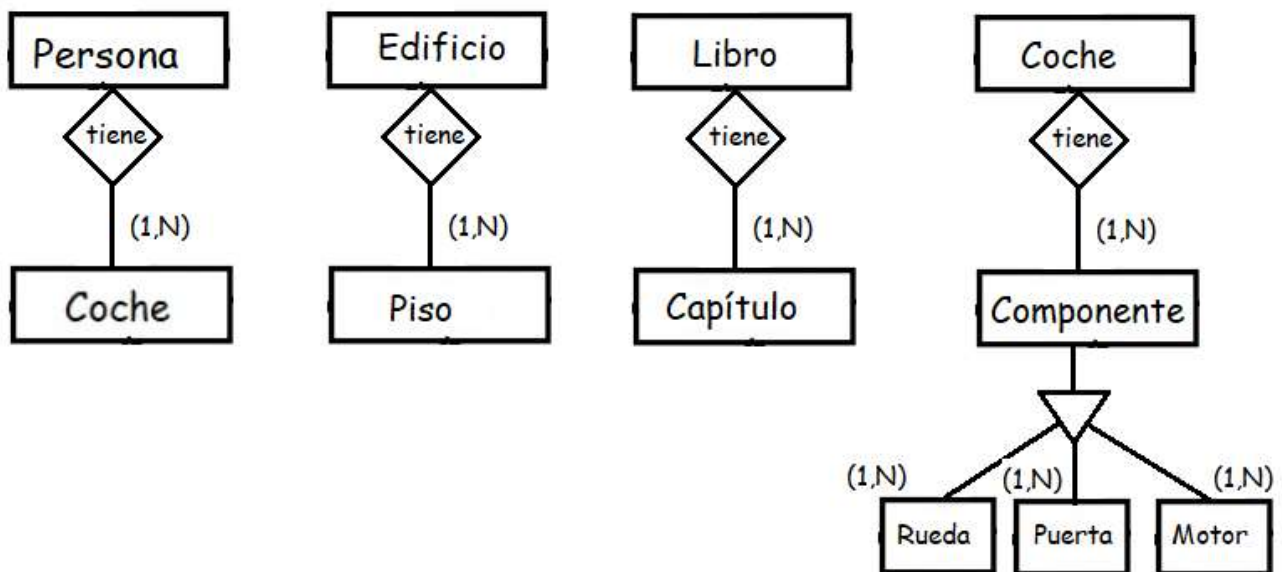 Persona
Edificio
Libro
Coche
tiene
tiene
tiene
tiene
(1,N)
(1,N)
(1,N)
(1,N)
Coche
Piso
Capítulo
Componente
(1,N)
(1,N)
(1,N)
Rueda
Puerta
Motor